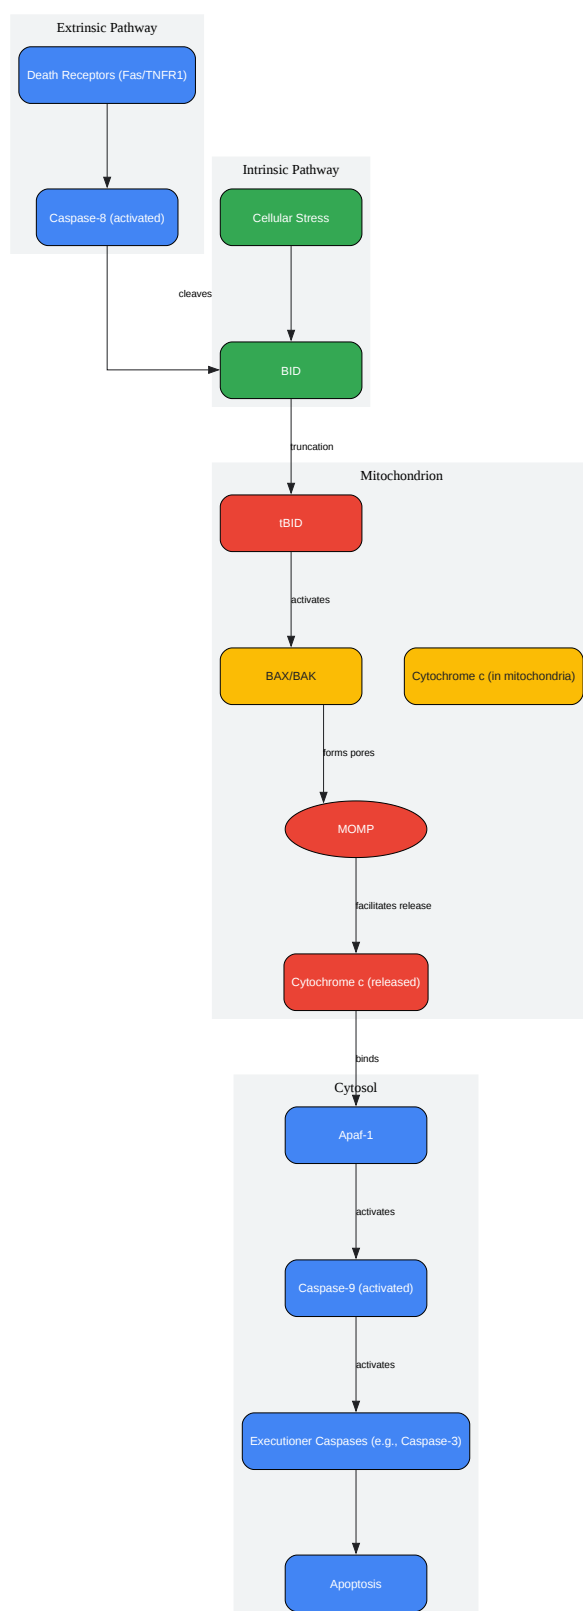 Extrinsic Pathway
Death Receptors (Fas/TNFR1)
Intrinsic Pathway
Caspase-8 (activated)
Cellular Stress
cleaves
BID
truncation
Mitochondrion
tBID
activates
BAX/BAK
Cytochrome c (in mitochondria)
forms pores
MOMP
facilitates release
Cytochrome c (released)
binds
Cytosol
Apaf-1
activates
Caspase-9 (activated)
activates
Executioner Caspases (e.g., Caspase-3)
Apoptosis